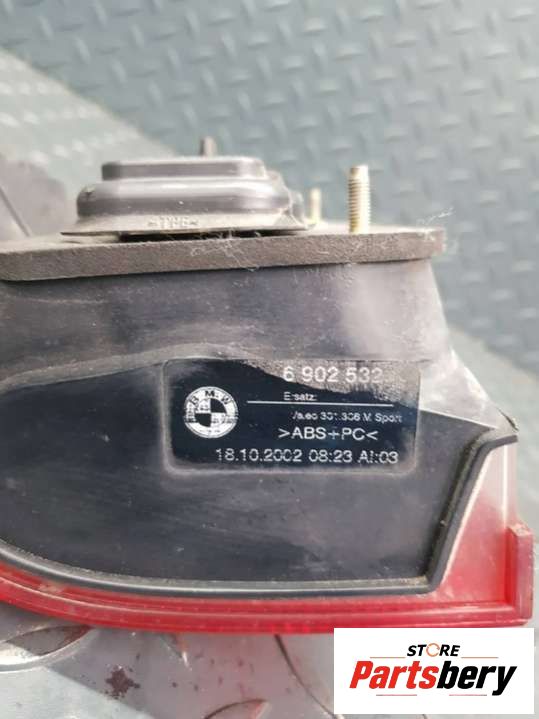 6 902 532
Ersatz:
BMW
Valeo 301.306 M Sport
>ABS+PC<
18.10.2002 08:23 AI:03
STORE
Partsbery